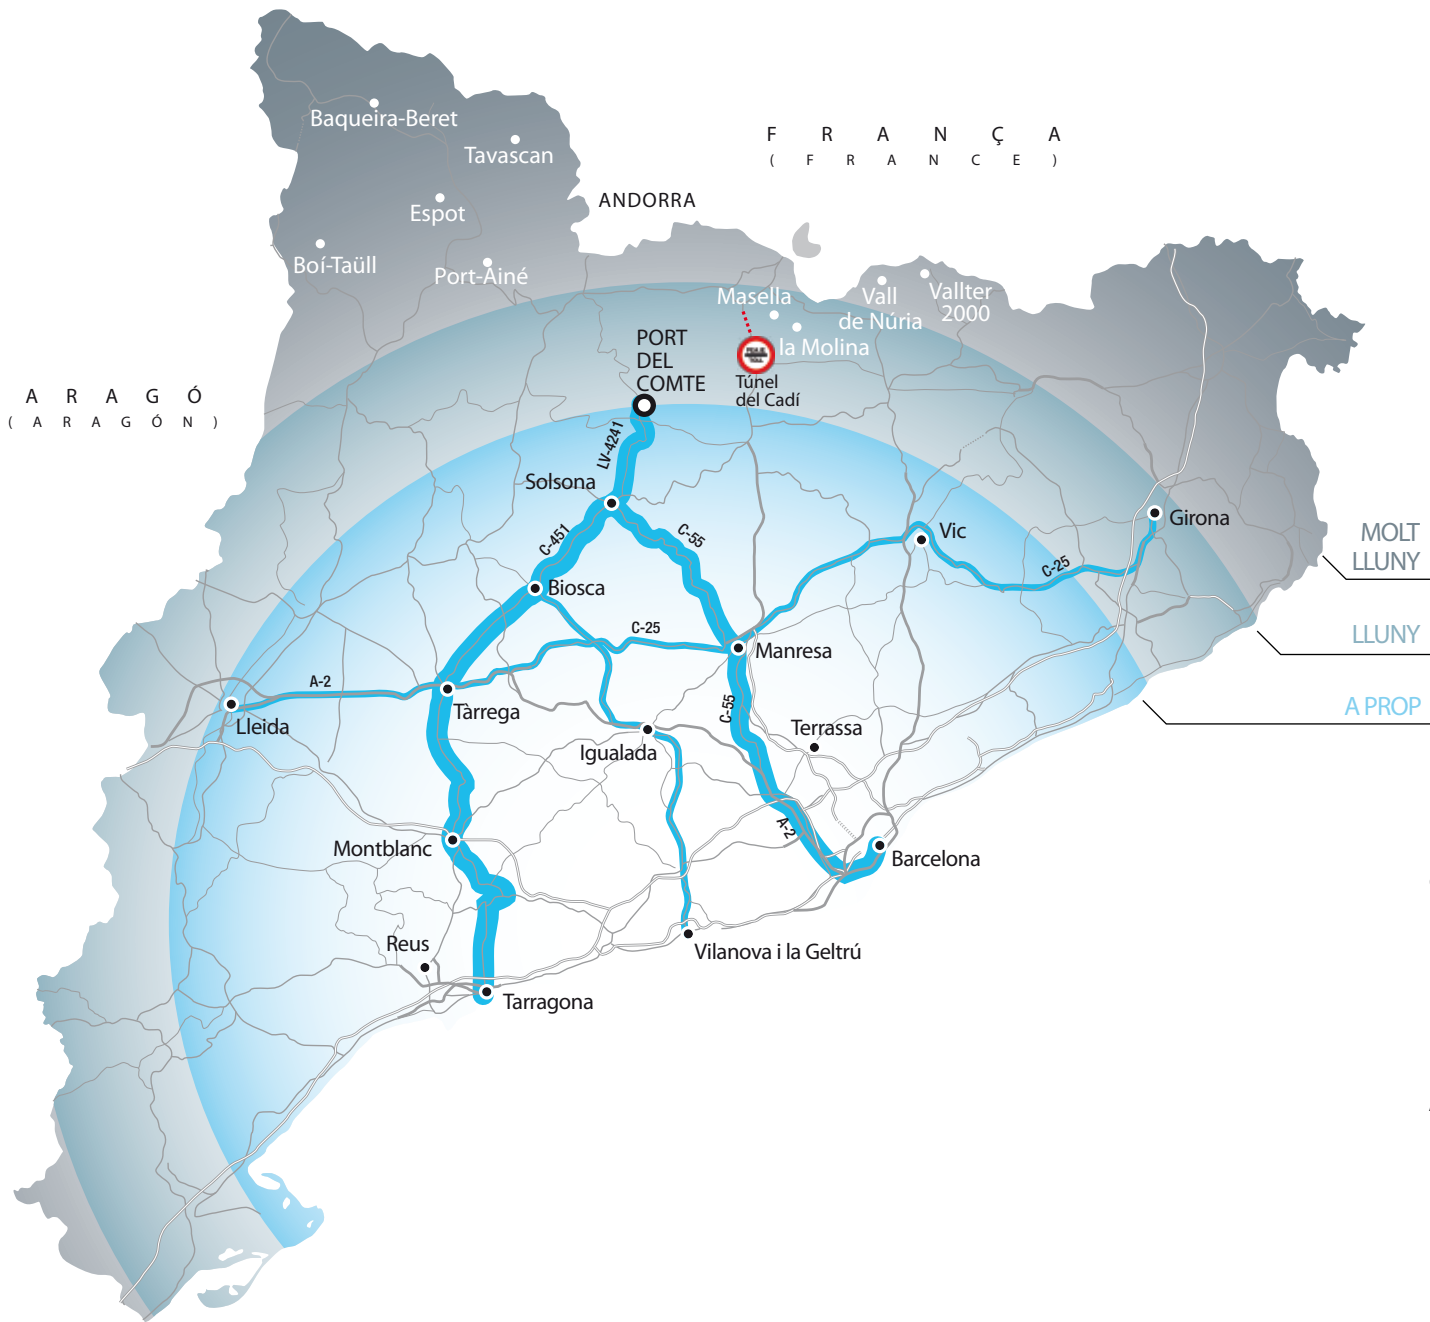 Baqueira-Beret
Tavascan
Espot
Boí-Taüll
Port-Ainé
F R A N Ç A
( F R A N C E )
ANDORRA
Masella
la Molina
Vall
de Núria
Vallter
2000
PORT
DEL
COMTE
Túnel
del Cadí
A R A G Ó
( A R A G Ó N )
LV-4241
Solsona
C-451
C-55
Biosca
Vic
C-25
Girona
MOLT
LLUNY
LLUNY
A PROP
C-25
Manresa
A-2
Lleida
Tàrrega
Igualada
C-55
Terrassa
A-2
Barcelona
Montblanc
Reus
Vilanova i la Geltrú
Tarragona